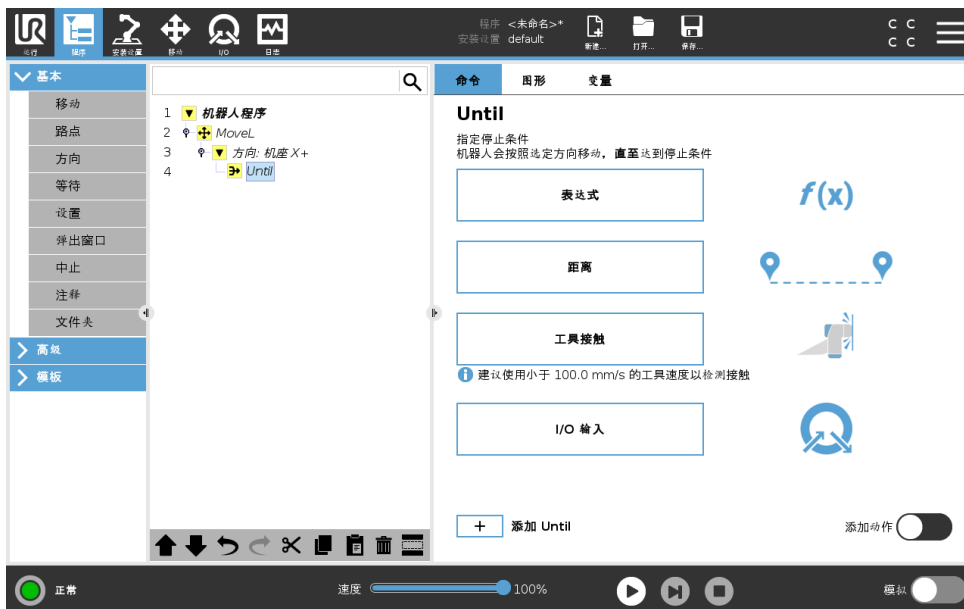 程序 <未命名>*
安装设置 default
C C
C C
运行 程序 安装设置 移动 I/O 日志 新建... 打开... 保存...
基本
移动
路点
方向
等待
设置
弹出窗口
中止
注释
文件夹
高级
模板
1 机器人程序
2 MoveL
3 方向: 机座 X+
4 Until
命令 图形 变量
Until
指定停止条件
机器人会按照选定方向移动，直至达到停止条件
表达式 f(x)
距离
工具接触
建议使用小于 100.0 mm/s 的工具速度以检测接触
I/O 输入
+ 添加 Until 添加动作
正常 速度 100% 模拟